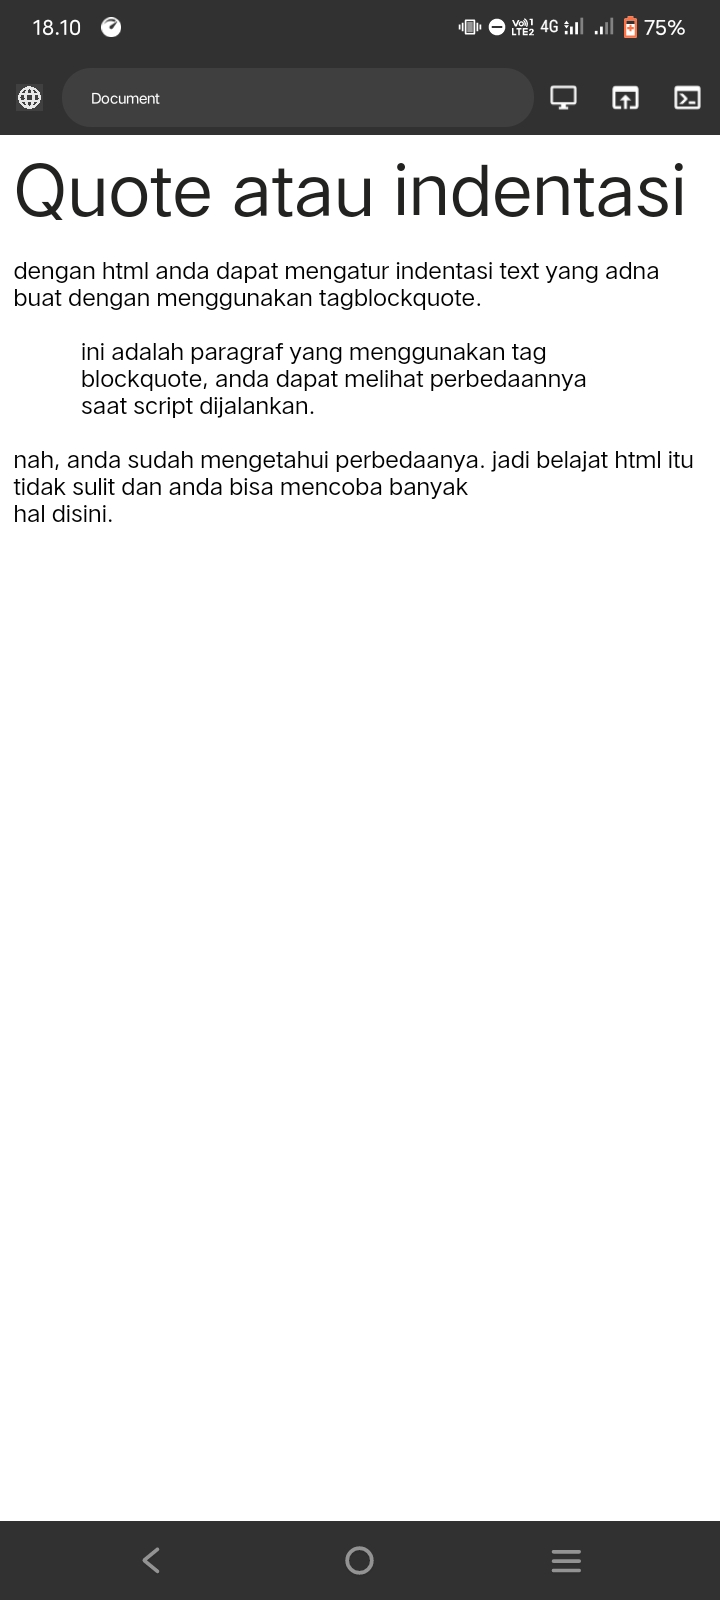 18.10
Vo)) 1
LTE2
4G
75%
Document
Quote atau indentasi
dengan html anda dapat mengatur indentasi text yang adna
buat dengan menggunakan tagblockquote.
ini adalah paragraf yang menggunakan tag
blockquote, anda dapat melihat perbedaannya
saat script dijalankan.
nah, anda sudah mengetahui perbedaanya. jadi belajat html itu
tidak sulit dan anda bisa mencoba banyak
hal disini.